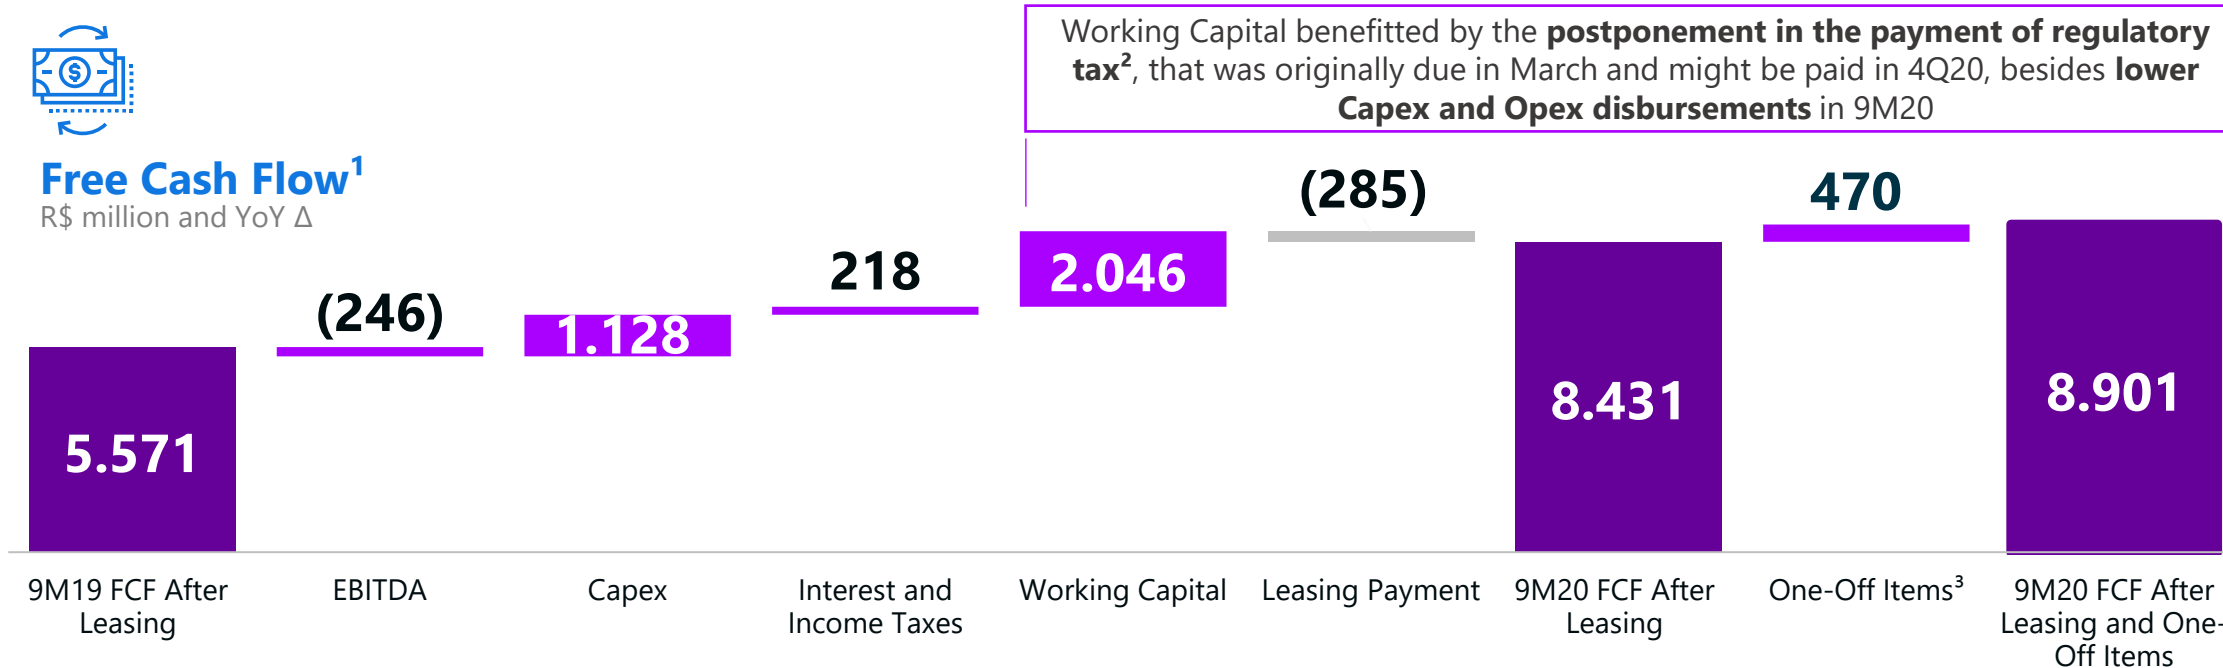 Working Capital benefitted by the postponement in the payment of regulatory
tax², that was originally due in March and might be paid in 4Q20, besides lower
Capex and Opex disbursements in 9M20
$
Free Cash Flow¹
R$ million and YoY Δ
5.571
(246)
1.128
218
2.046
(285)
8.431
470
8.901
9M19 FCF After
Leasing
EBITDA
Capex
Interest and
Income Taxes
Working Capital
Leasing Payment
9M20 FCF After
Leasing
One-Off Items³
9M20 FCF After
Leasing and One-
Off Items